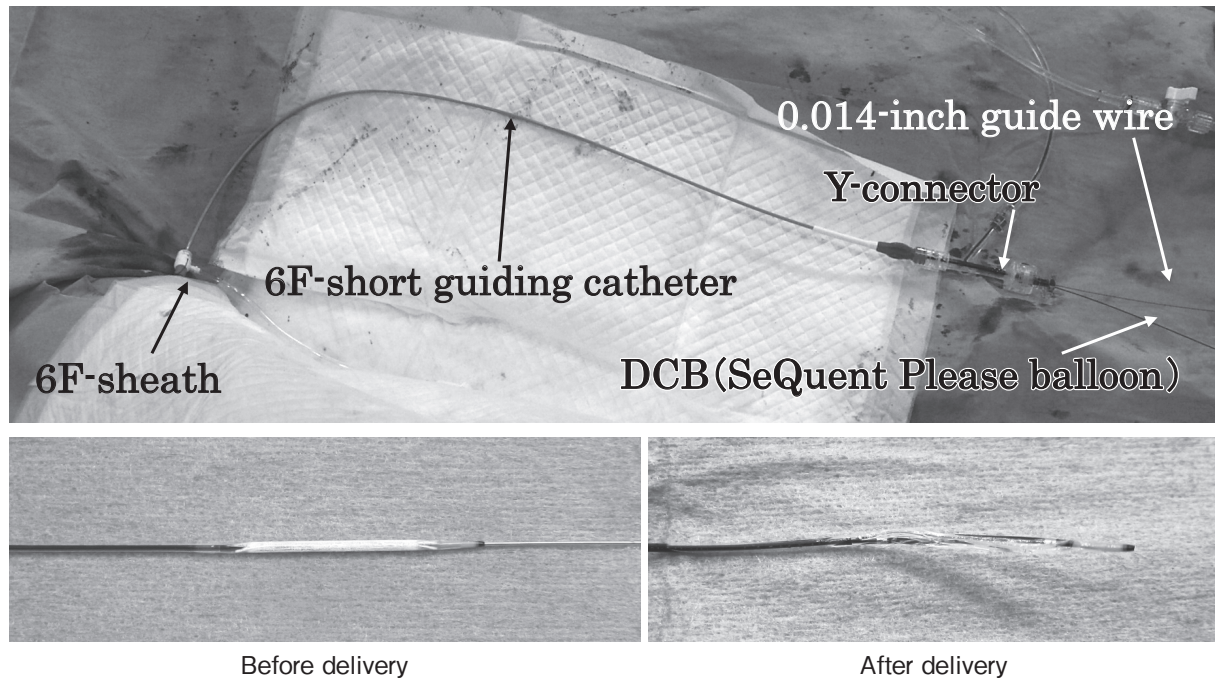 0.014-inch guide wire
Y-connector
6F-short guiding catheter
6F-sheath
DCB(SeQuent Please balloon)
Before delivery
After delivery